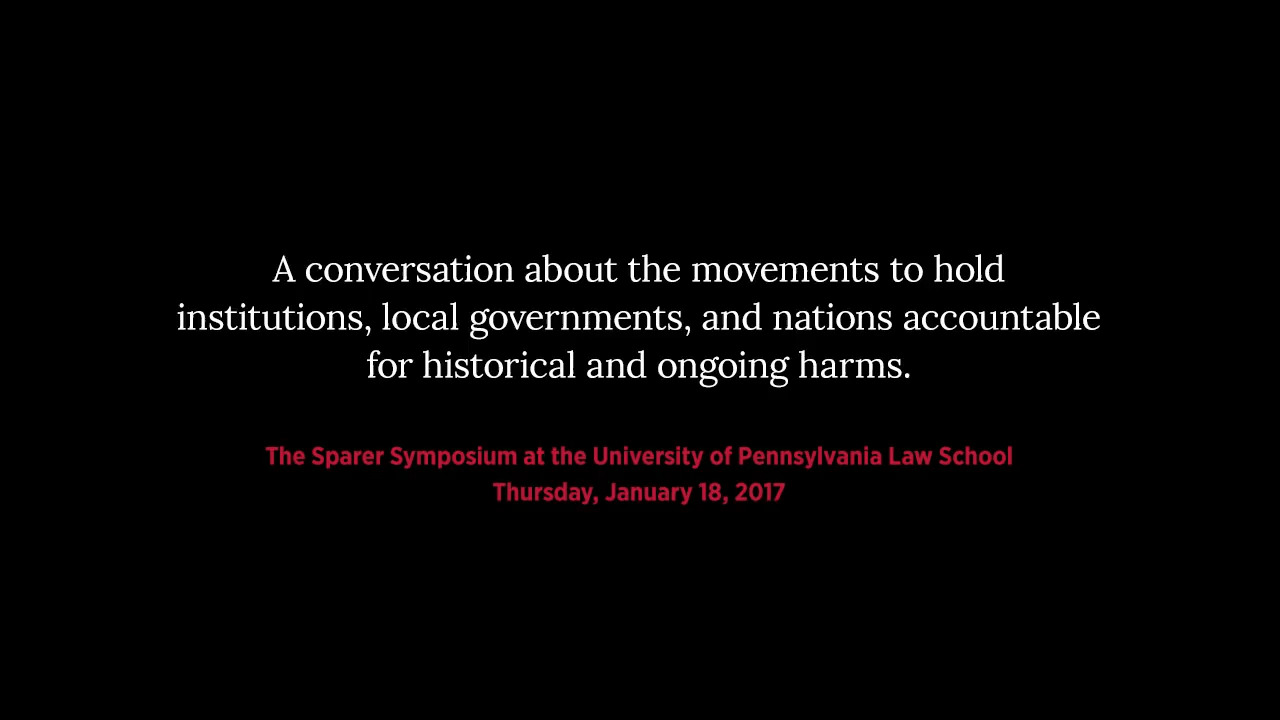 A conversation about the movements to hold
institutions, local governments, and nations accountable
for historical and ongoing harms.
The Sparer Symposium at the University of Pennsylvania Law School
Thursday, January 18, 2017